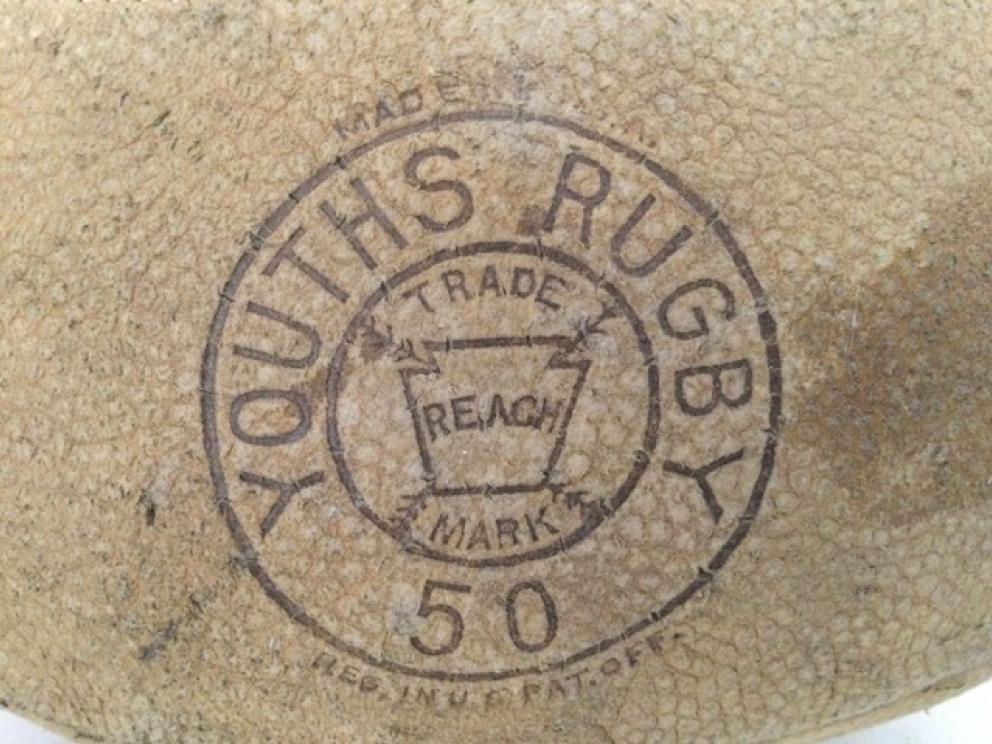 MADE
YOUTHS RUGBY
TRADE
REACH
MARK
50
REG. IN U.S. PAT. OFF.